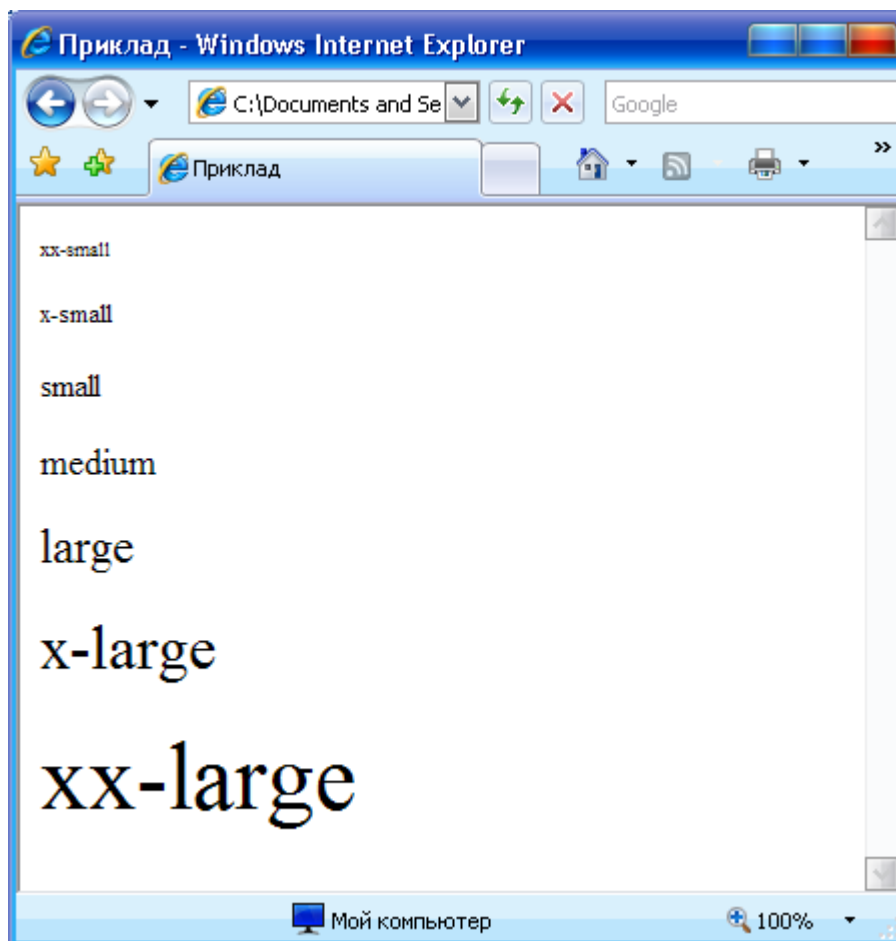 Приклад - Windows Internet Explorer
C:\Documents and Se
Google
Приклад
»
xx-small
x-small
small
medium
large
x-large
xx-large
Мой компьютер
100%